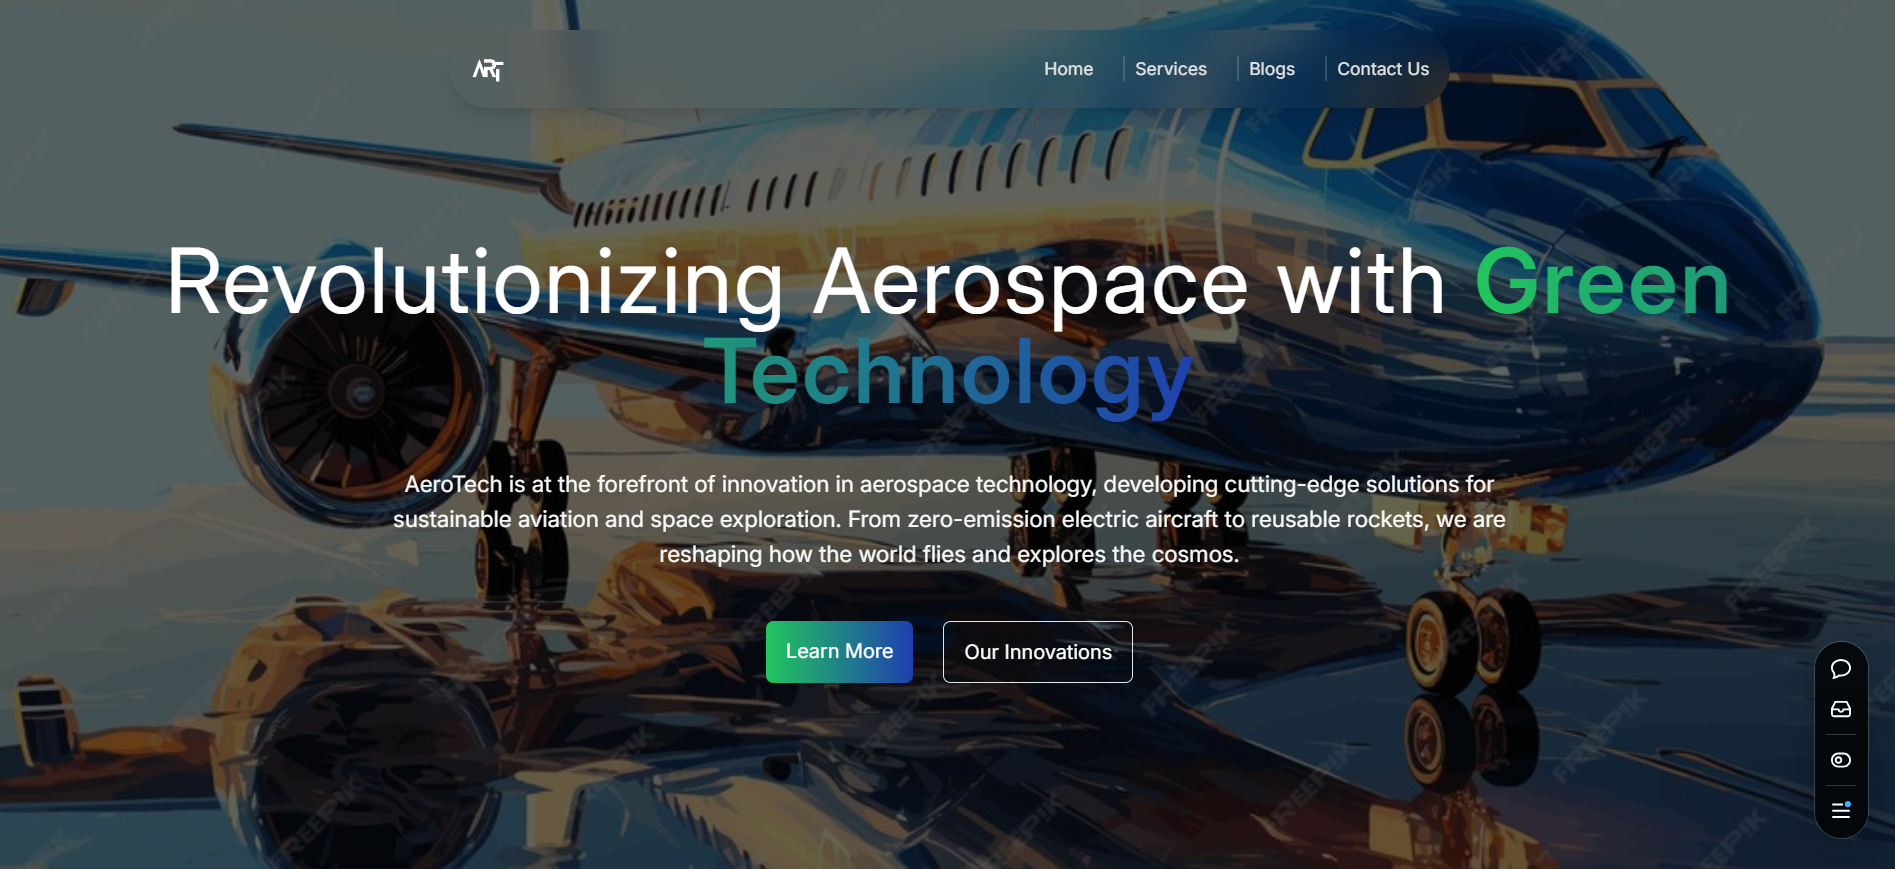 ART
Home
Services
Blogs
Contact Us
Revolutionizing Aerospace with Green
Technology
AeroTech is at the forefront of innovation in aerospace technology, developing cutting-edge solutions for
sustainable aviation and space exploration. From zero-emission electric aircraft to reusable rockets, we are
reshaping how the world flies and explores the cosmos.
Learn More
Our Innovations
FREEPIK